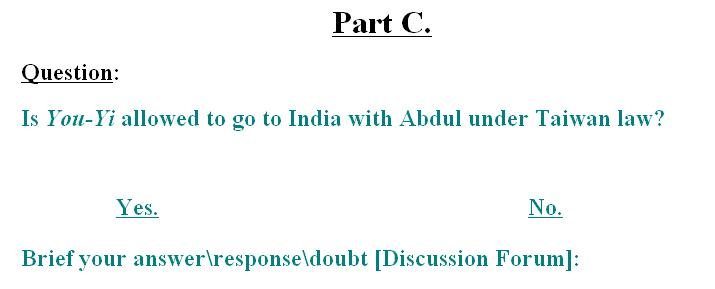 Part C.
Question:
Is You-Yi allowed to go to India with Abdul under Taiwan law?
Yes. No.
Brief your answer\response\doubt [Discussion Forum]: